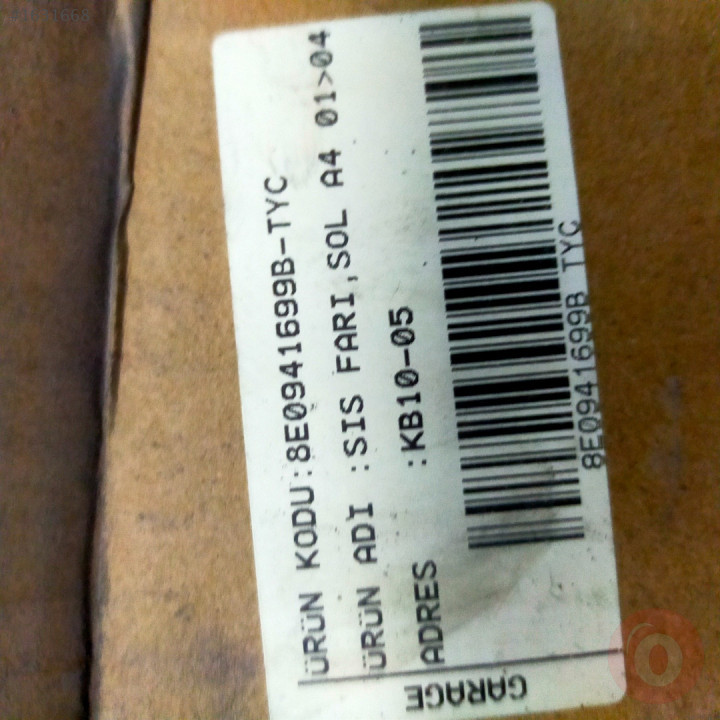 ÜRÜN KODU:8E0941699B-TYC
ÜRÜN ADI :SIS FARI,SOL A4 01>04
ADRES :KB10-05
8E0941699B TYC
GARAGE